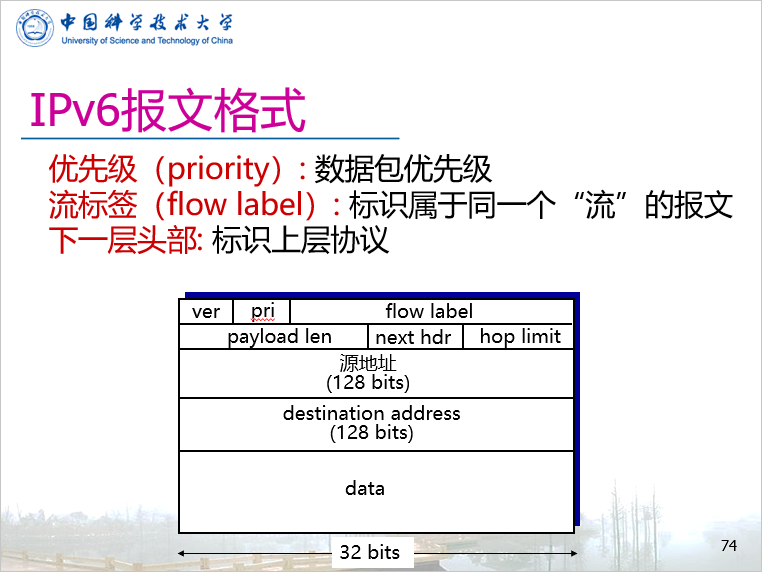 中国科学技术大学
University of Science and Technology of China
IPv6报文格式
优先级（priority）: 数据包优先级
流标签（flow label）: 标识属于同一个“流”的报文
下一层头部: 标识上层协议
ver pri flow label
payload len next hdr hop limit
源地址
(128 bits)
destination address
(128 bits)
data
32 bits
74